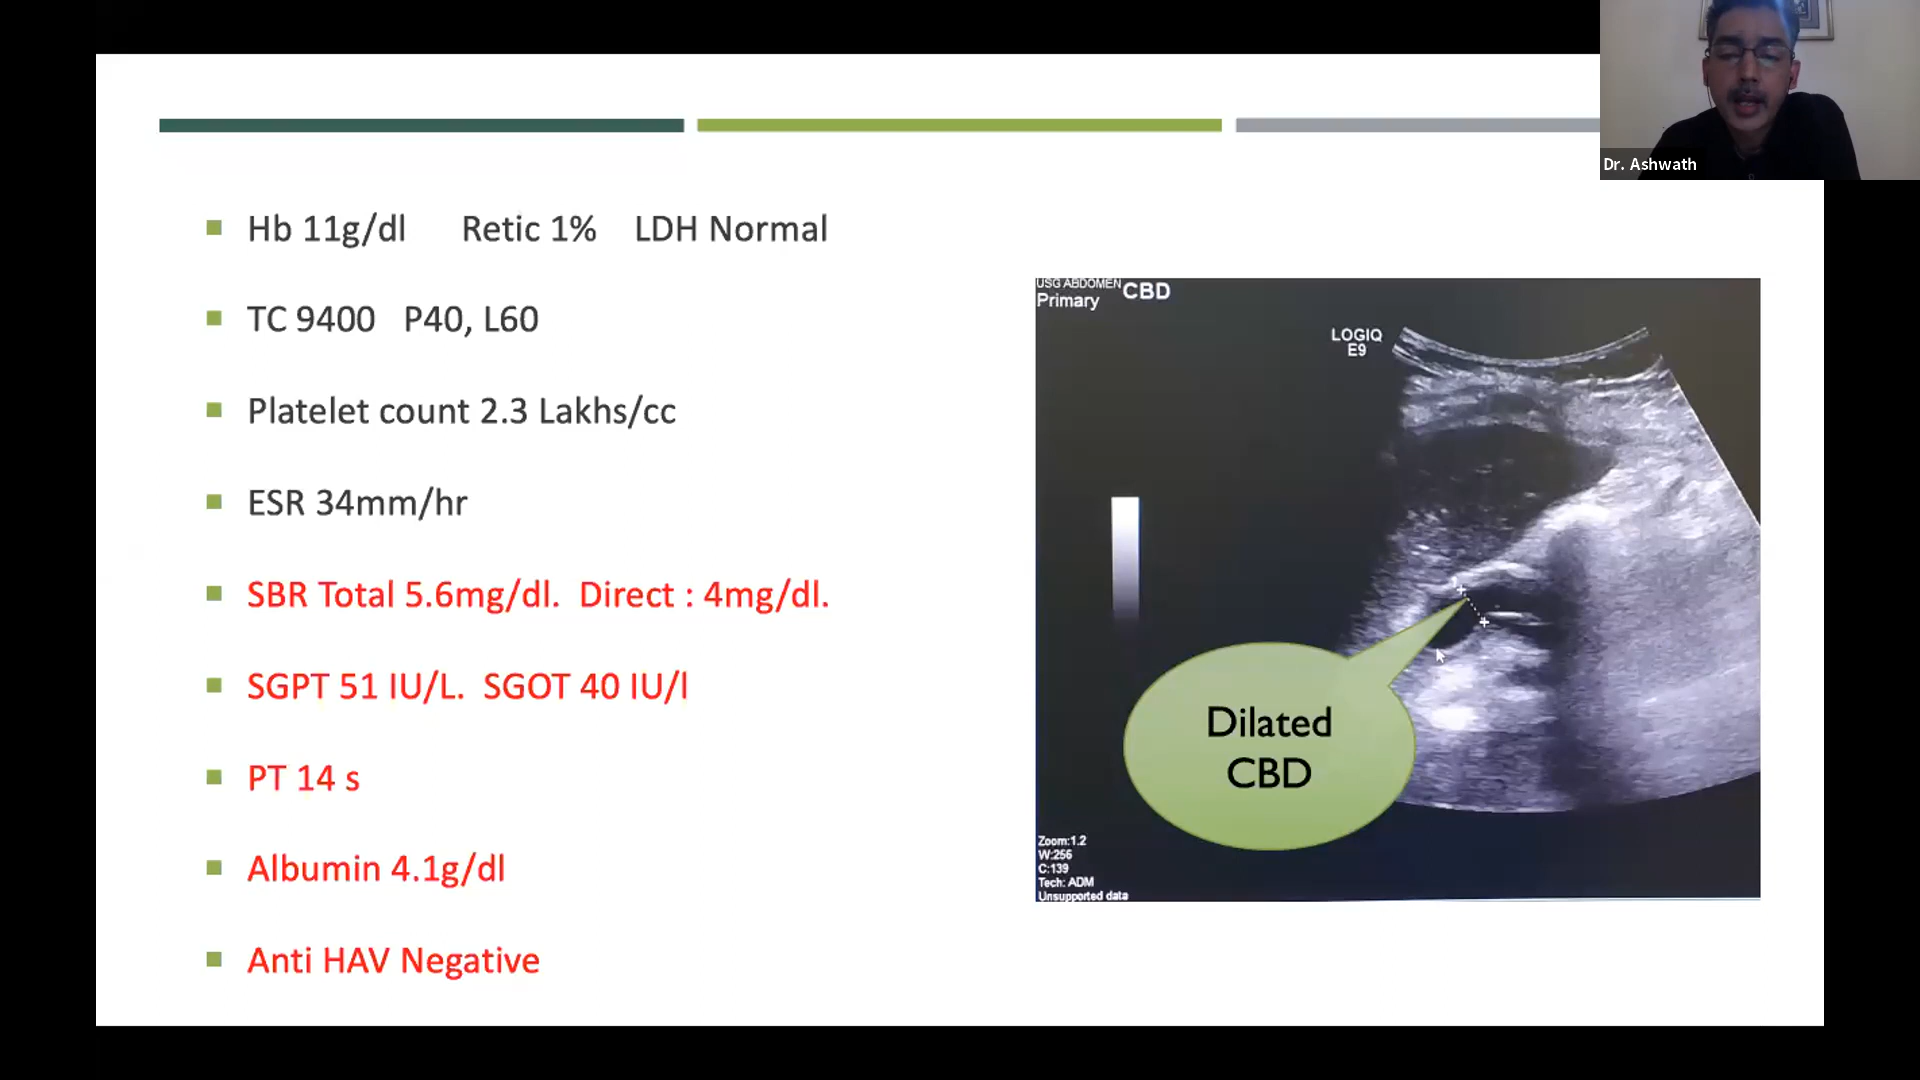 Dr. Ashwath
Hb 11g/dl Retic 1% LDH Normal
TC 9400 P40, L60
Platelet count 2.3 Lakhs/cc
ESR 34mm/hr
SBR Total 5.6mg/dl. Direct : 4mg/dl.
SGPT 51 IU/L. SGOT 40 IU/l
PT 14 s
Albumin 4.1g/dl
Anti HAV Negative
USG ABDOMEN CBD
Primary
LOGIQ
E9
Dilated
CBD
Zoom:1.2
W:256
C:139
Tech: ADM
Unsupported data